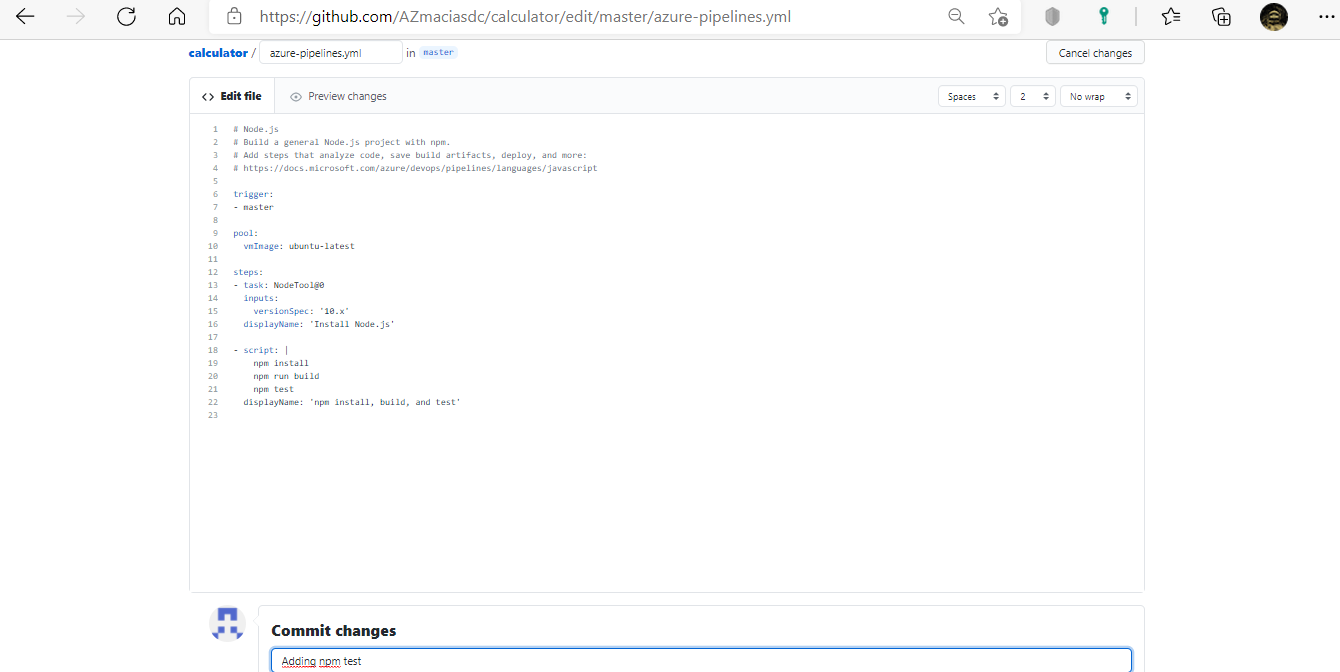 https://github.com/AZmaciasdc/calculator/edit/master/azure-pipelines.yml
calculator / azure-pipelines.yml in master
Cancel changes
<> Edit file
Preview changes
Spaces
2
No wrap
1 # Node.js
2 # Build a general Node.js project with npm.
3 # Add steps that analyze code, save build artifacts, deploy, and more:
4 # https://docs.microsoft.com/azure/devops/pipelines/languages/javascript
5
6 trigger:
7 - master
8
9 pool:
10   vmImage: ubuntu-latest
11
12 steps:
13 - task: NodeTool@0
14   inputs:
15     versionSpec: '10.x'
16   displayName: 'Install Node.js'
17
18 - script: |
19     npm install
20     npm run build
21     npm test
22   displayName: 'npm install, build, and test'
23
Commit changes
Adding npm test